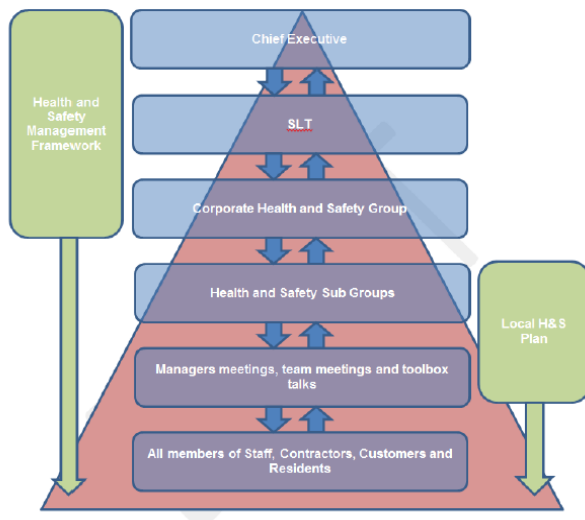 Chief Executive
Health and
Safety
Management
Framework
SLT
Corporate Health and Safety Group
Health and Safety Sub Groups
Local H&S
Plan
Managers meetings, team meetings and toolbox
talks
All members of Staff, Contractors, Customers and
Residents